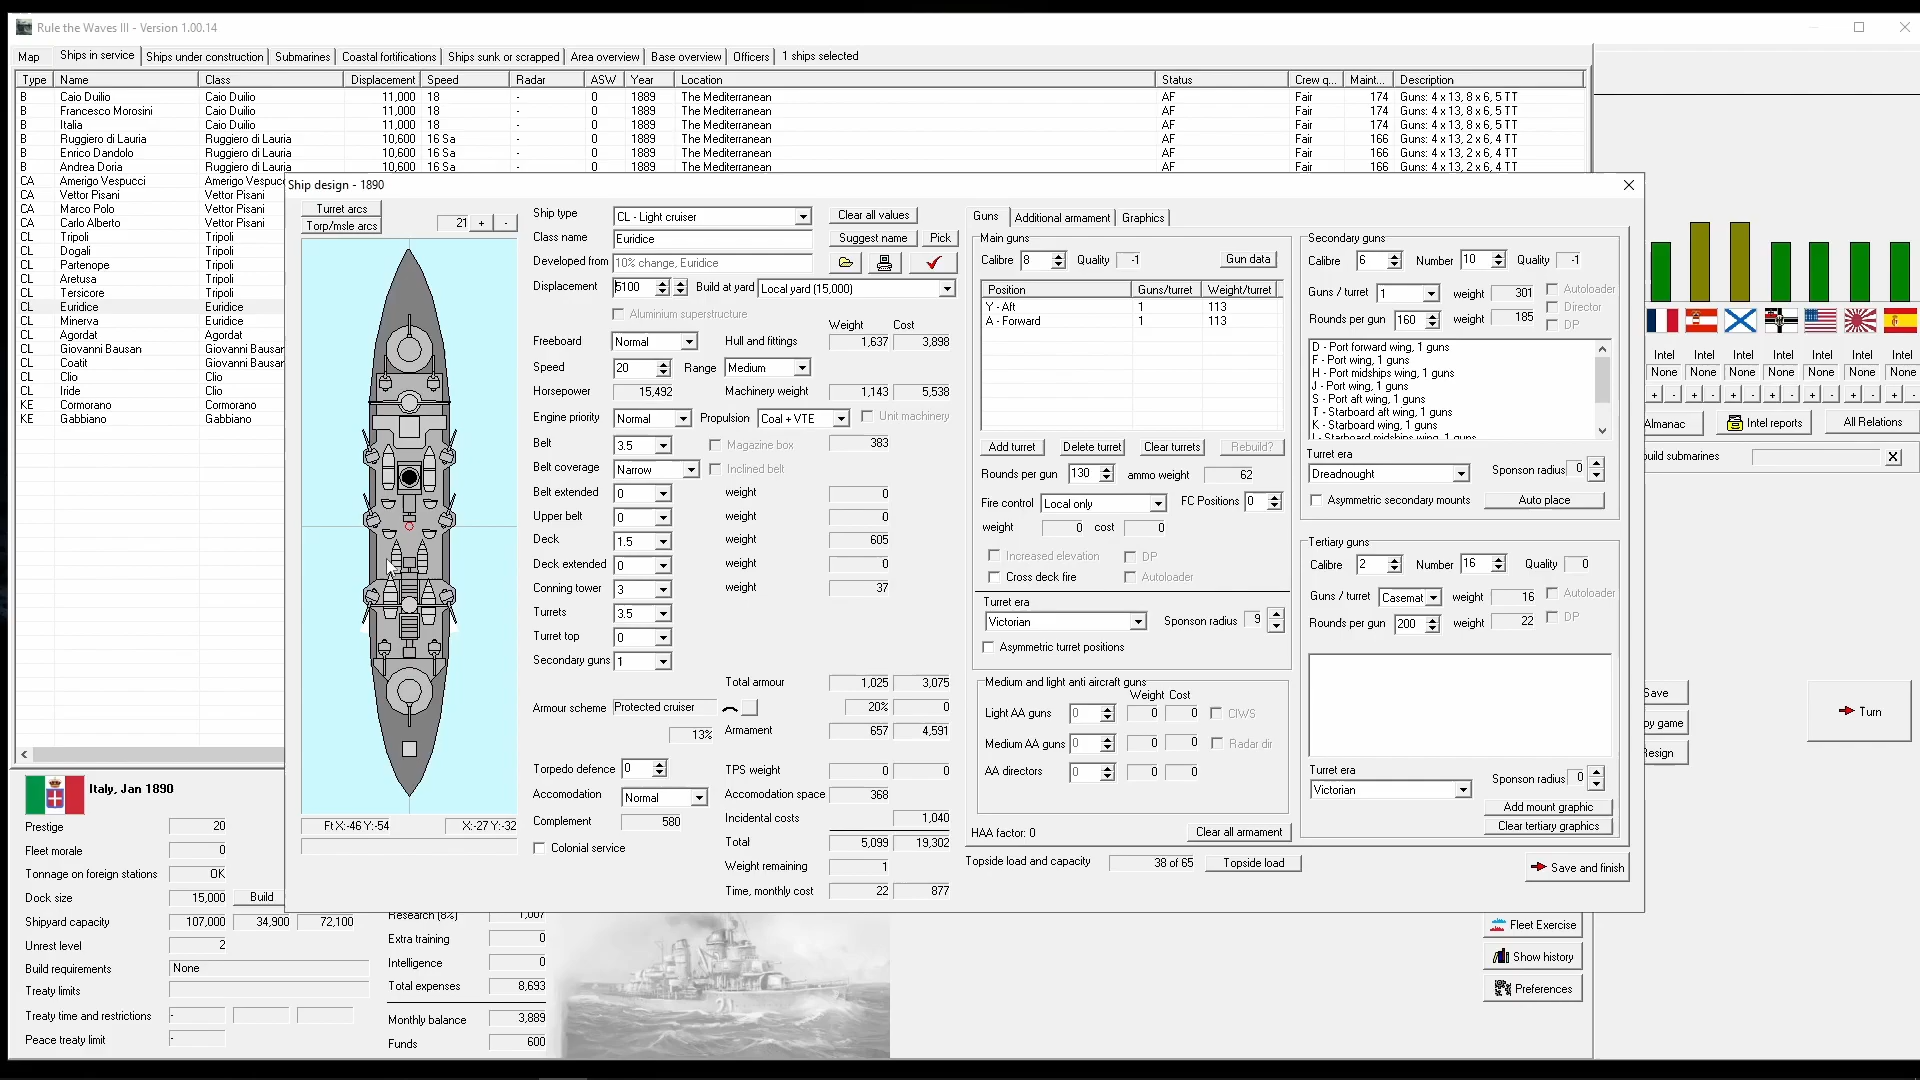 Rule the Waves III - Version 1.00.14
Map Ships in service Ships under construction Submarines Coastal fortifications Ships sunk or scrapped Area overview Base overview Officers 1 ships selected
Type Name Class Displacement Speed Radar ASW Year Location Status Crew q... Maint... Description
B Caio Duilio Caio Duilio 11,000 18 - 0 1889 The Mediterranean AF Fair 174 Guns: 4 x 13, 8 x 6, 5 TT
B Francesco Morosini Caio Duilio 11,000 18 - 0 1889 The Mediterranean AF Fair 174 Guns: 4 x 13, 8 x 6, 5 TT
B Italia Caio Duilio 11,000 18 - 0 1889 The Mediterranean AF Fair 174 Guns: 4 x 13, 8 x 6, 5 TT
B Ruggiero di Lauria Ruggiero di Lauria 10,600 16 Sa - 0 1889 The Mediterranean AF Fair 166 Guns: 4 x 13, 2 x 6, 4 TT
B Enrico Dandolo Ruggiero di Lauria 10,600 16 Sa - 0 1889 The Mediterranean AF Fair 166 Guns: 4 x 13, 2 x 6, 4 TT
B Andrea Doria Ruggiero di Lauria 10,600 16 Sa - 0 1889 The Mediterranean AF Fair 166 Guns: 4 x 13, 2 x 6, 4 TT
CA Amerigo Vespucci Amerigo Vespucc
CA Vettor Pisani Vettor Pisani
CA Marco Polo Vettor Pisani
CA Carlo Alberto Vettor Pisani
CL Tripoli Tripoli
CL Dogali Tripoli
CL Partenope Tripoli
CL Aretusa Tripoli
CL Tersicore Tripoli
CL Euridice Euridice
CL Minerva Euridice
CL Agordat Agordat
CL Giovanni Bausan Giovanni Bausan
CL Coatit Giovanni Bausan
CL Clio Clio
CL Iride Clio
KE Cormorano Cormorano
KE Gabbiano Gabbiano
Ship design - 1890
Turret arcs
Torp/msle arcs
21 + -
Ft X:-46 Y:-54 X:-27 Y:-32
Ship type CL - Light cruiser Clear all values
Class name Euridice Suggest name Pick
Developed from 10% change, Euridice
Displacement 5100 Build at yard Local yard (15,000)
Aluminium superstructure
Weight Cost
Freeboard Normal Hull and fittings 1,637 3,898
Speed 20 Range Medium
Horsepower 15,492 Machinery weight 1,143 5,538
Engine priority Normal Propulsion Coal + VTE Unit machinery
Belt 3.5 Magazine box 383
Belt coverage Narrow Inclined belt
Belt extended 0 weight 0
Upper belt 0 weight 0
Deck 1.5 weight 605
Deck extended 0 weight 0
Conning tower 3 weight 37
Turrets 3.5
Turret top 0
Secondary guns 1
Total armour 1,025 3,075
Armour scheme Protected cruiser 20% 0
13% Armament 657 4,591
Torpedo defence 0 TPS weight 0 0
Accomodation Normal Accomodation space 368
Complement 580 Incidental costs 1,040
Colonial service Total 5,099 19,302
Weight remaining 1
Time, monthly cost 22 877
Guns Additional armament Graphics
Main guns
Calibre 8 Quality -1 Gun data
Position Guns/turret Weight/turret
Y - Aft 1 113
A - Forward 1 113
Add turret Delete turret Clear turrets Rebuild?
Rounds per gun 130 ammo weight 62
Fire control Local only FC Positions 0
weight 0 cost 0
Increased elevation DP
Cross deck fire Autoloader
Turret era
Victorian Sponson radius 9
Asymmetric turret positions
Medium and light anti aircraft guns
Weight Cost
Light AA guns 0 0 0 CIWS
Medium AA guns 0 0 0 Radar dir
AA directors 0 0 0
HAA factor: 0 Clear all armament
Topside load and capacity 38 of 65 Topside load
Secondary guns
Calibre 6 Number 10 Quality -1
Guns / turret 1 weight 301 Autoloader
Director
Rounds per gun 160 weight 185 DP
D - Port forward wing, 1 guns
F - Port wing, 1 guns
H - Port midships wing, 1 guns
J - Port wing, 1 guns
S - Port aft wing, 1 guns
T - Starboard aft wing, 1 guns
K - Starboard wing, 1 guns
I - Starboard midships wing, 1 guns
Turret era
Dreadnought Sponson radius 0
Asymmetric secondary mounts Auto place
Tertiary guns
Calibre 2 Number 16 Quality 0
Guns / turret Casemat weight 16 Autoloader
Rounds per gun 200 weight 22 DP
Turret era
Victorian Sponson radius 0
Add mount graphic
Clear tertiary graphics
Save and finish
Intel Intel Intel Intel Intel Intel Intel
None None None None None None None
+ - + - + - + - + - + - + -
Almanac Intel reports All Relations
uild submarines X
Save
py game
esign
Turn
Italy, Jan 1890
Prestige 20
Fleet morale 0
Tonnage on foreign stations OK
Dock size 15,000 Build
Shipyard capacity 107,000 34,900 72,100
Unrest level 2
Build requirements None
Treaty limits
Treaty time and restrictions -
Peace treaty limit -
Research (8%) 1,007
Extra training 0
Intelligence 0
Total expenses 8,693
Monthly balance 3,889
Funds 600
Fleet Exercise
Show history
Preferences